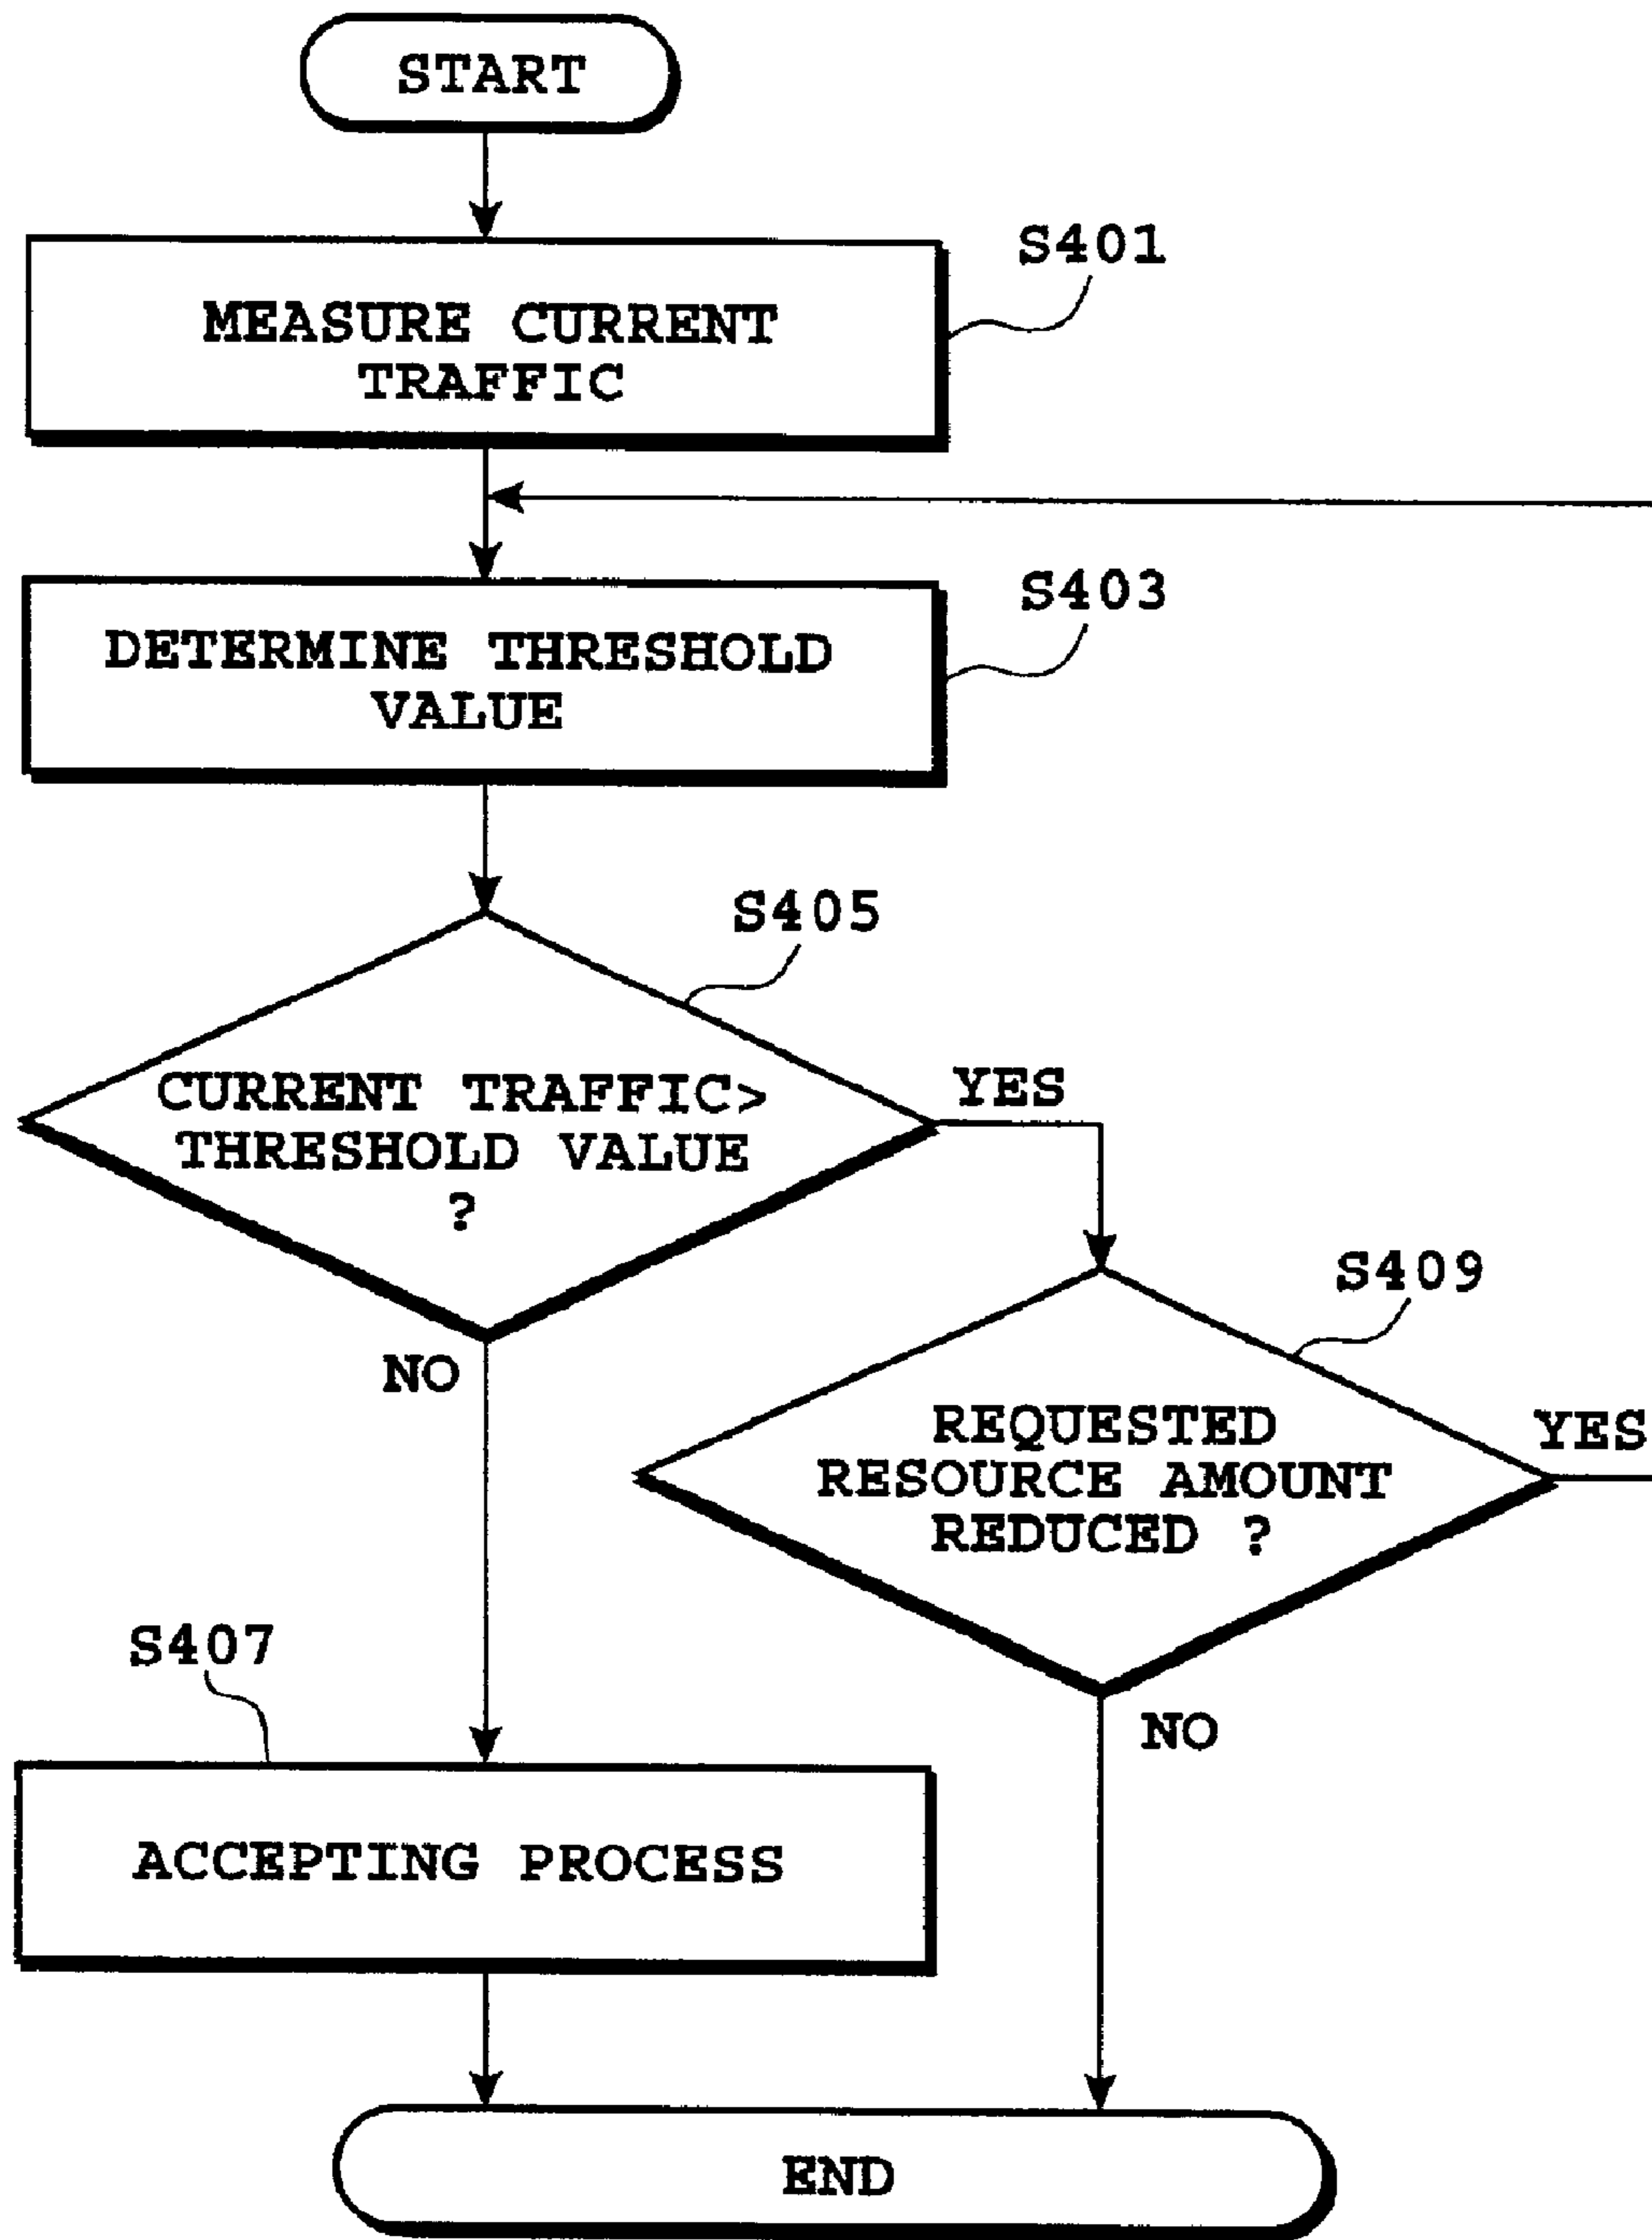 START
S401
MEASURE CURRENT
TRAFFIC
S403
DETERMINE THRESHOLD
VALUE
S405
CURRENT TRAFFIC>
THRESHOLD VALUE
?
YES
NO
S409
REQUESTED
RESOURCE AMOUNT
REDUCED ?
YES
NO
S407
ACCEPTING PROCESS
END